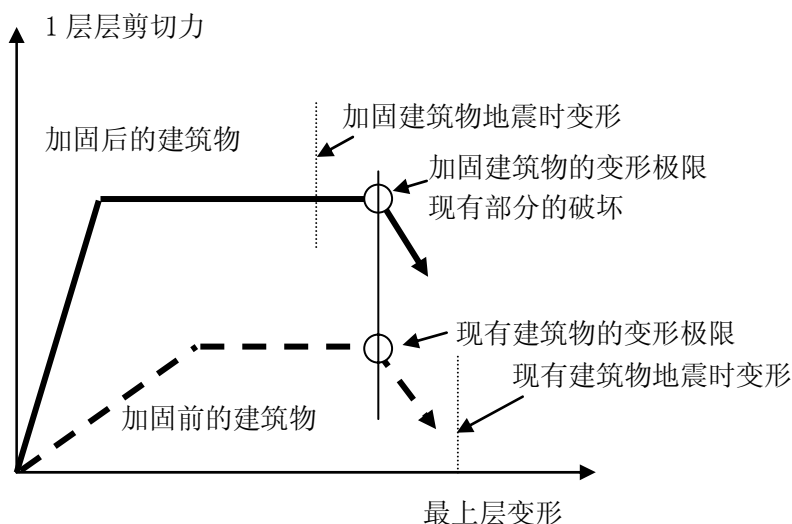 1 层层剪切力
加固建筑物地震时变形
加固后的建筑物
加固建筑物的变形极限
现有部分的破坏
现有建筑物的变形极限
现有建筑物地震时变形
加固前的建筑物
最上层变形